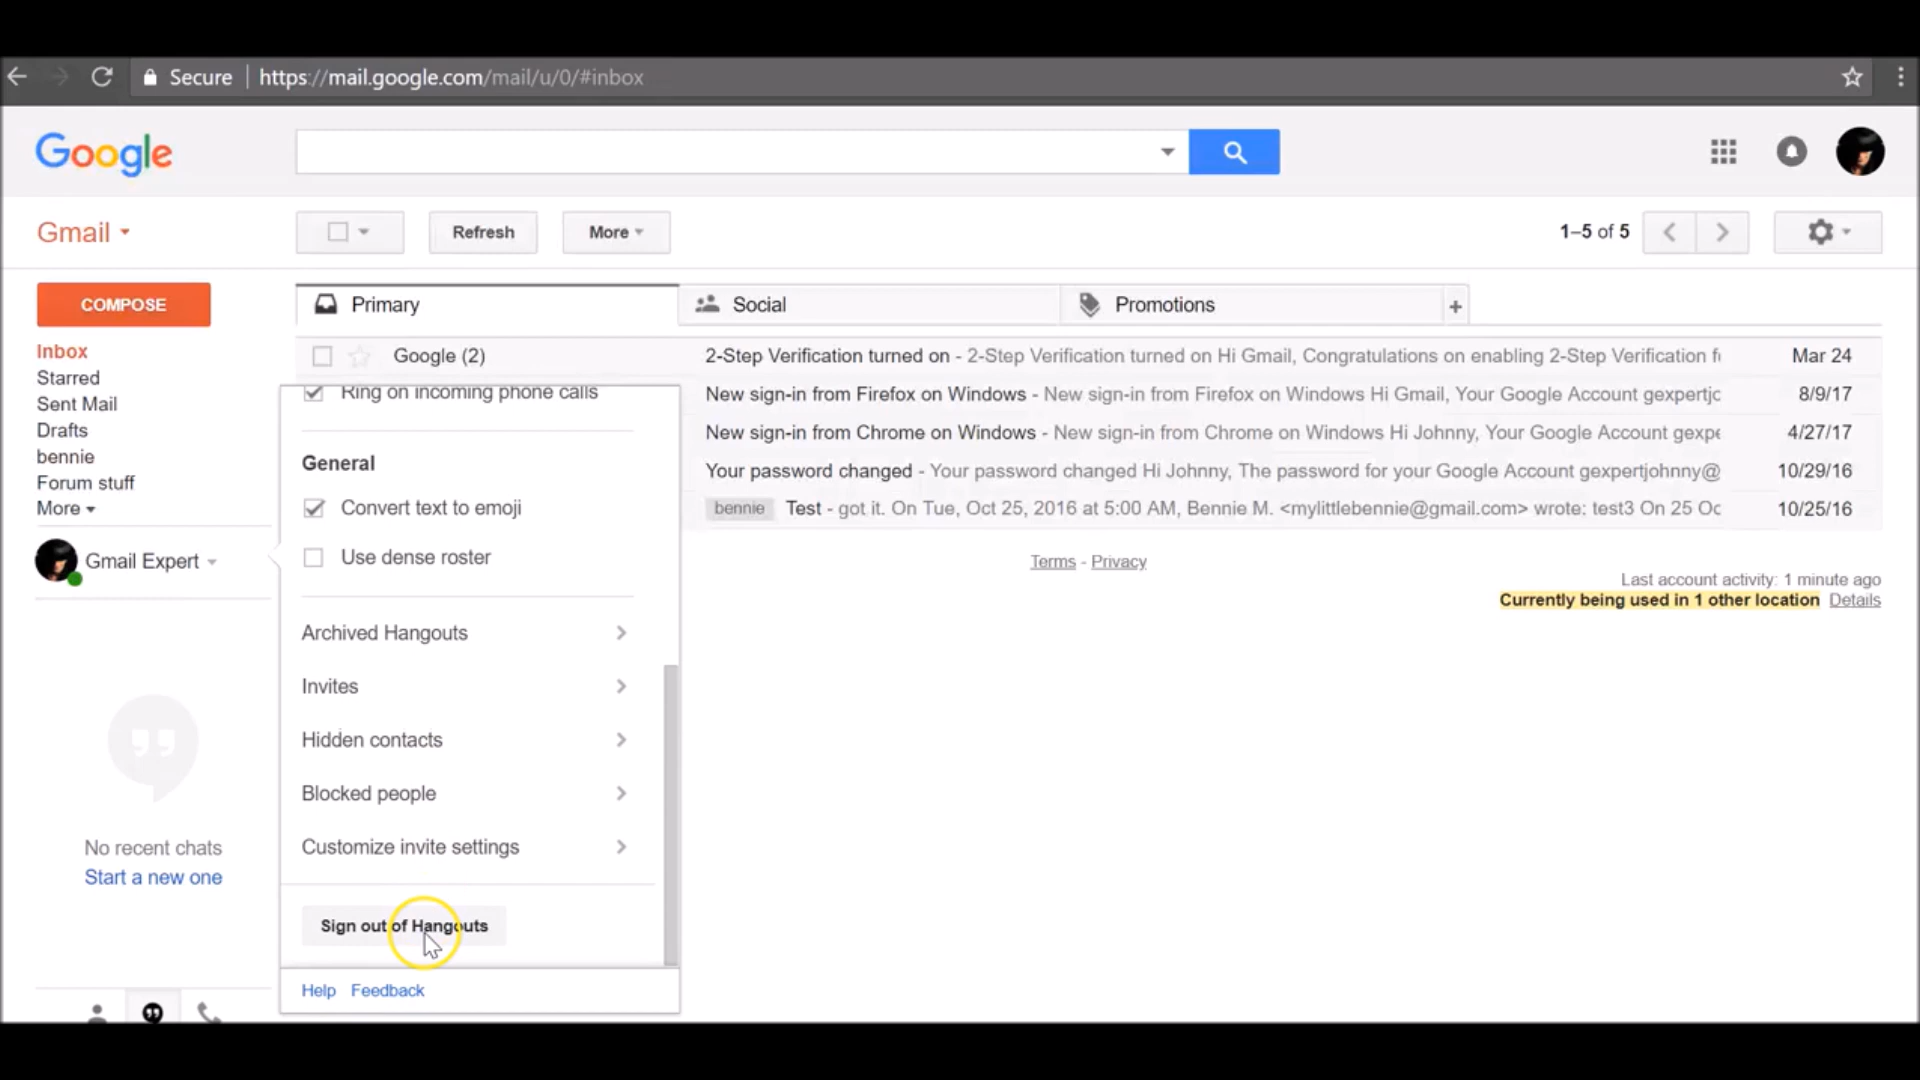 Secure https://mail.google.com/mail/u/0/#inbox
Google
Gmail
Refresh
More
1–5 of 5
COMPOSE
Primary
Social
Promotions
+
Inbox
Starred
Sent Mail
Drafts
bennie
Forum stuff
More
Gmail Expert
Google (2)
2-Step Verification turned on - 2-Step Verification turned on Hi Gmail, Congratulations on enabling 2-Step Verification
Mar 24
New sign-in from Firefox on Windows - New sign-in from Firefox on Windows Hi Gmail, Your Google Account gexpertjo
8/9/17
New sign-in from Chrome on Windows - New sign-in from Chrome on Windows Hi Johnny, Your Google Account gexpe
4/27/17
Your password changed - Your password changed Hi Johnny, The password for your Google Account gexpertjohnny@
10/29/16
bennie Test - got it. On Tue, Oct 25, 2016 at 5:00 AM, Bennie M. <mylittlebennie@gmail.com> wrote: test3 On 25 Oc
10/25/16
Ring on incoming phone calls
General
Convert text to emoji
Use dense roster
Archived Hangouts
Invites
Hidden contacts
Blocked people
Customize invite settings
Sign out of Hangouts
Help Feedback
Terms - Privacy
Last account activity: 1 minute ago
Currently being used in 1 other location Details
No recent chats
Start a new one